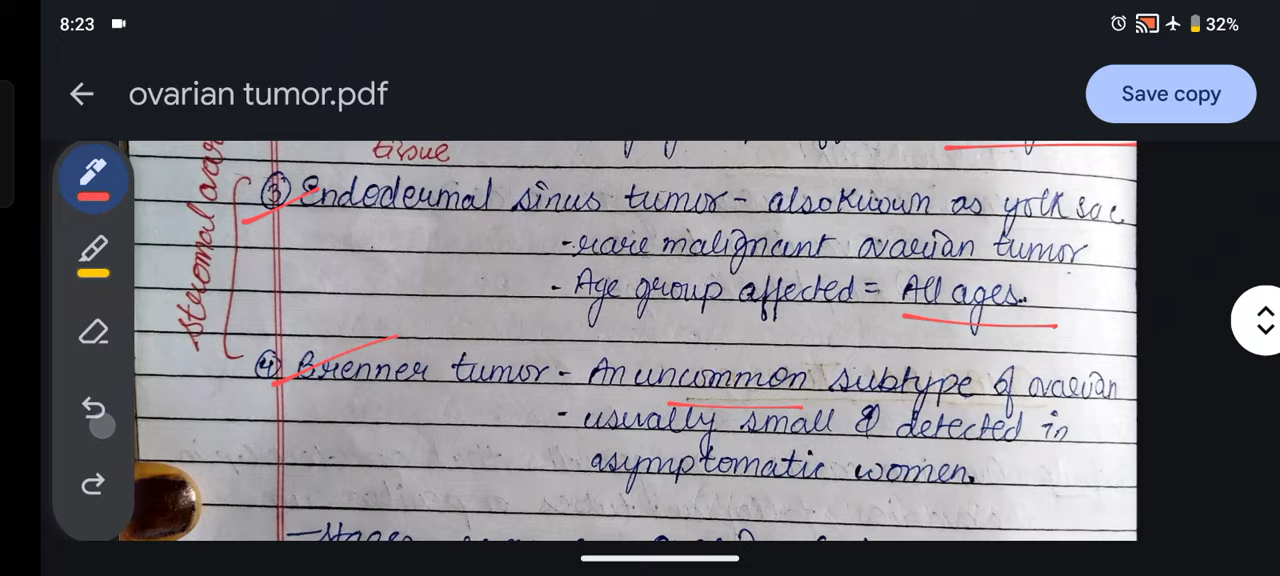 8:23
32%
ovarian tumor.pdf
Save copy
tissue
③ Endodermal sinus tumor - also known as yolk sac
- rare malignant ovarian tumor
- Age group affected = All ages..
④ Brenner tumor - An uncommon subtype of ovarian
- usually small & detected in
asymptomatic women.
stromal